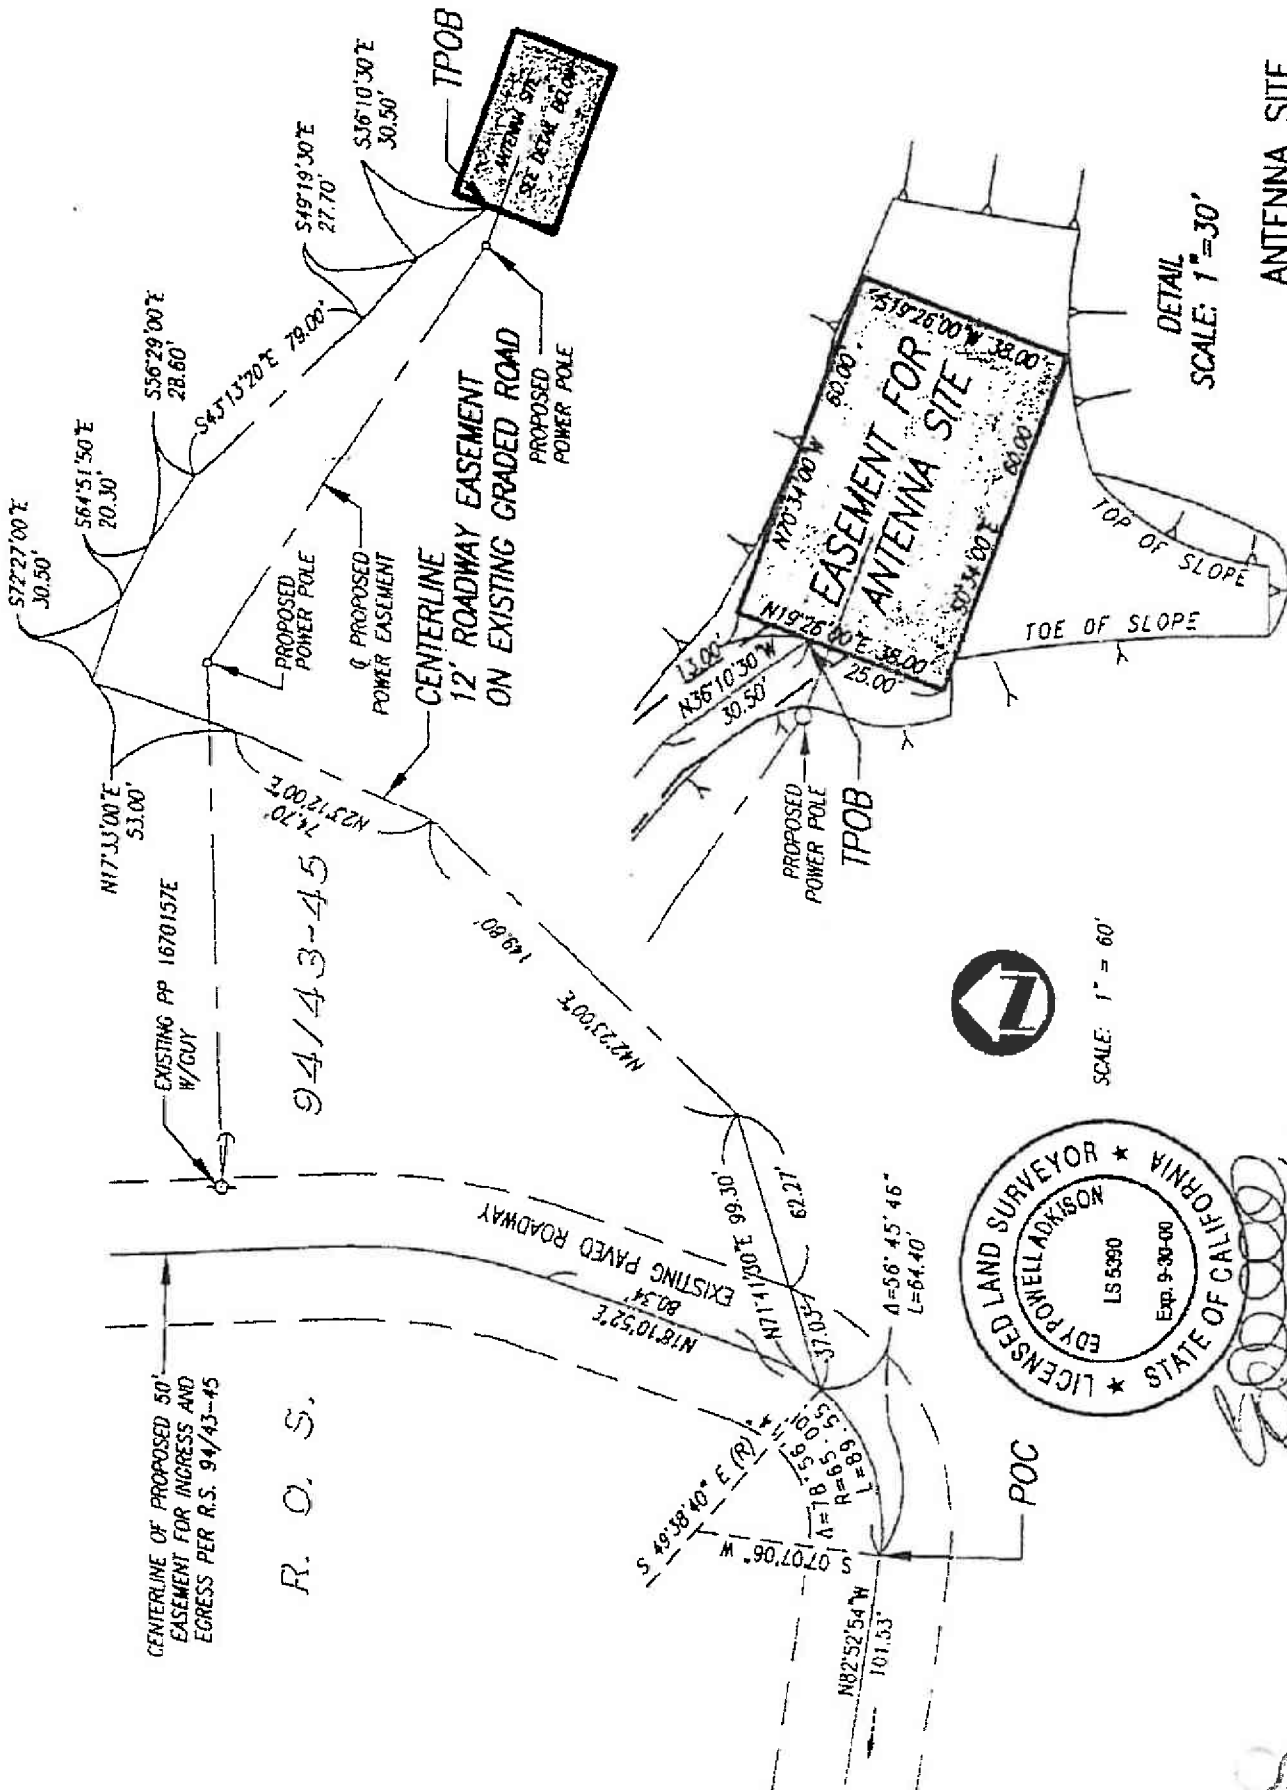 S72°27'00"E
30.50'
S64°51'50"E
20.30'
S56°29'00"E
28.60'
S43°13'20"E 79.00'
S49°19'30"E
27.70'
S36°10'30"E
30.50'
TPOB
ANTENNA SITE
SEE DETAIL BELOW
N17°33'00"E
53.00'
PROPOSED
POWER POLE
℄ PROPOSED
POWER EASEMENT
CENTERLINE
12' ROADWAY EASEMENT
ON EXISTING GRADED ROAD
PROPOSED
POWER POLE
N23°12'00"E
74.70'
EXISTING PP 1670157E
W/GUY
94/43-45
149.80'
N42°23'00"E
CENTERLINE OF PROPOSED 50'
EASEMENT FOR INGRESS AND
EGRESS PER R.S. 94/43-45
R. O. S.
EXISTING PAVED ROADWAY
N18°10'52"E
80.34'
N71°41'30"E 99.30'
37.03'
62.27'
Δ=56° 45' 46"
L=64.40'
S 49°38'40" E (R)
Δ=78° 56' 14"
R=65.00'
L=89.55'
S 07°07'06" W
N82°52'54"W
101.53'
POC
LICENSED LAND SURVEYOR
EDY POWELL ADKISON
LS 5390
Exp. 9-30-00
STATE OF CALIFORNIA
SCALE: 1" = 60'
N70°34'00"W
60.00'
S19°26'00"W 38.00'
EASEMENT FOR
ANTENNA SITE
N19°26'00"E 38.00'
25.00'
60.00'
13.00'
N36°10'30"W
30.50'
PROPOSED
POWER POLE
TPOB
TOP OF SLOPE
TOE OF SLOPE
DETAIL
SCALE: 1"=30'
ANTENNA SITE